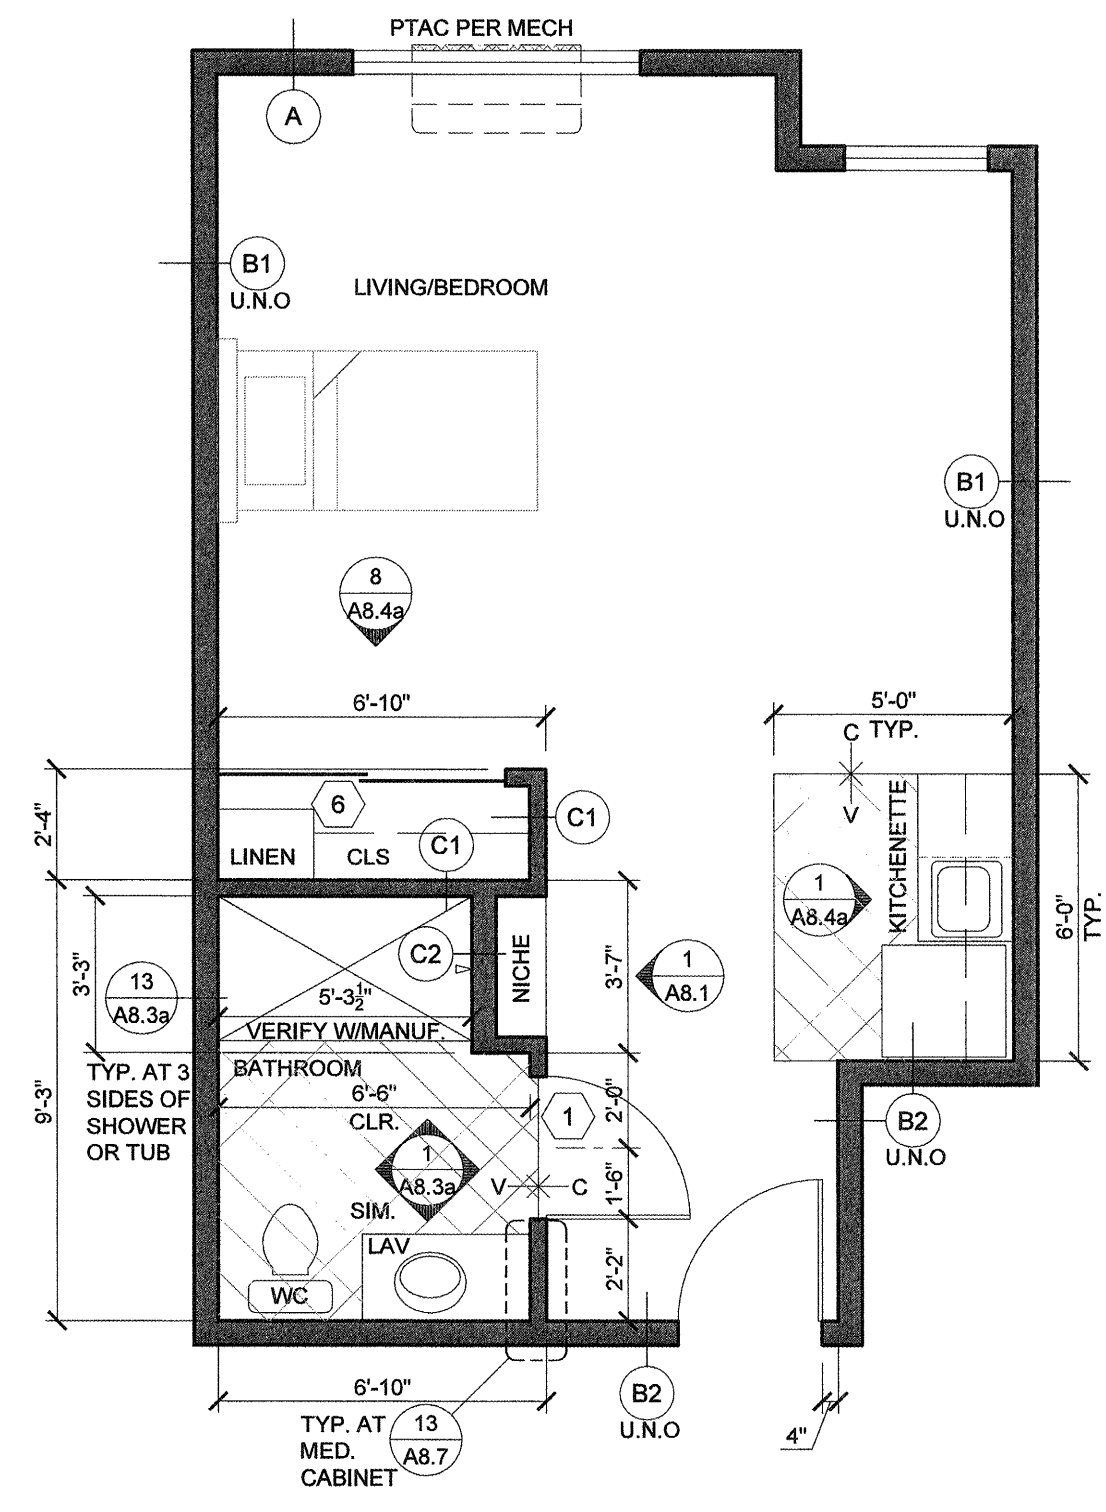 PTAC PER MECH
A
B1
U.N.O
LIVING/BEDROOM
B1
U.N.O
8
A8.4a
6'-10"
5'-0"
TYP.
C
V
2'-4"
6
C1
LINEN
CLS
C1
KITCHENETTE
1
A8.4a
6'-0"
TYP.
3'-3"
13
A8.3a
C2
NICHE
3'-7"
1
A8.1
5'-3½"
VERIFY W/MANUF.
TYP. AT 3
SIDES OF
SHOWER
OR TUB
9'-3"
BATHROOM
6'-6"
CLR.
1
2'-0"
B2
U.N.O
1
A8.3a
SIM.
V
C
1'-6"
LAV
WC
2'-2"
6'-10"
B2
U.N.O
4"
TYP. AT
MED.
CABINET
13
A8.7